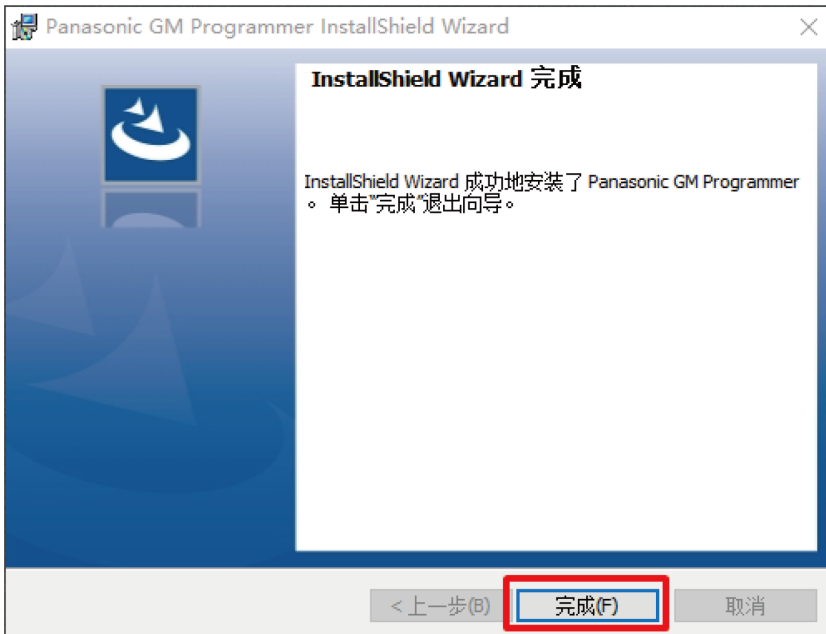 Panasonic GM Programmer InstallShield Wizard
InstallShield Wizard 完成
InstallShield Wizard 成功地安装了 Panasonic GM Programmer
。单击"完成"退出向导。
< 上一步(B)
完成(F)
取消